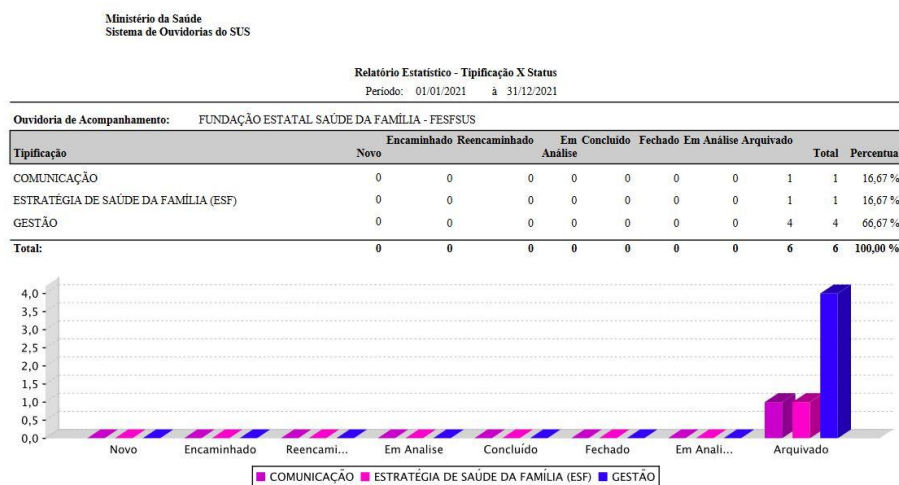 Ministério da Saúde
Sistema de Ouvidorias do SUS
Relatório Estatístico - Tipificação X Status
Período: 01/01/2021 à 31/12/2021
Ouvidoria de Acompanhamento: FUNDAÇÃO ESTATAL SAÚDE DA FAMÍLIA - FESFSUS
Tipificação Novo Encaminhado Reencaminhado Em Análise Concluído Fechado Em Análise Arquivado Total Percentua
COMUNICAÇÃO 0 0 0 0 0 0 0 1 1 16,67 %
ESTRATÉGIA DE SAÚDE DA FAMÍLIA (ESF) 0 0 0 0 0 0 0 1 1 16,67 %
GESTÃO 0 0 0 0 0 0 0 4 4 66,67 %
Total: 0 0 0 0 0 0 0 6 6 100,00 %
4,0
3,5
3,0
2,5
2,0
1,5
1,0
0,5
0,0
Novo Encaminhado Reencami... Em Analise Concluído Fechado Em Anali... Arquivado
COMUNICAÇÃO ESTRATÉGIA DE SAÚDE DA FAMÍLIA (ESF) GESTÃO